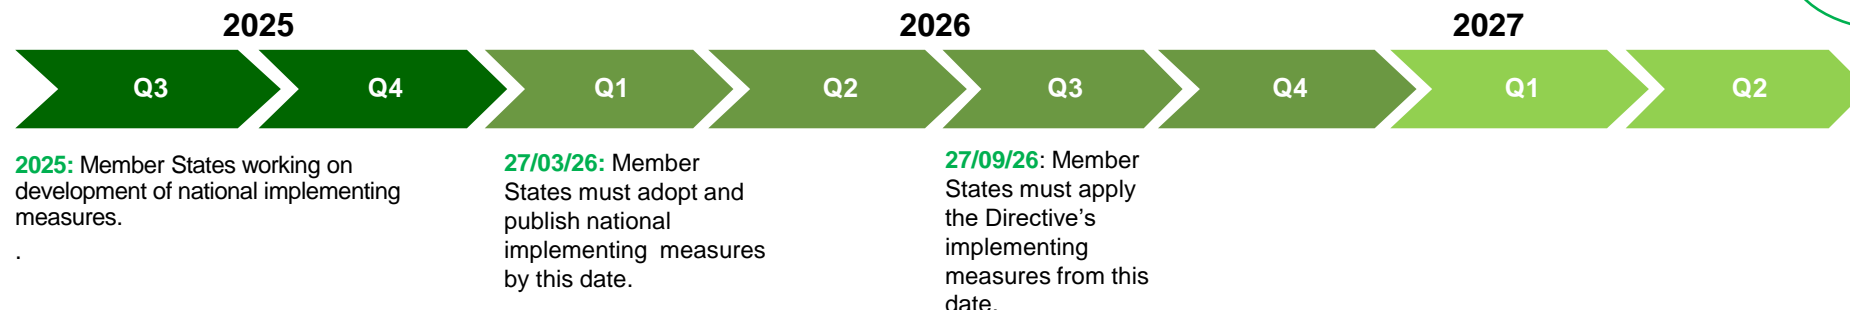 2025
2026
2027
Q3
Q4
Q1
Q2
Q3
Q4
Q1
Q2
2025: Member States working on
development of national implementing
measures.
.
27/03/26: Member
States must adopt and
publish national
implementing measures
by this date.
27/09/26: Member
States must apply
the Directive’s
implementing
measures from this
date.